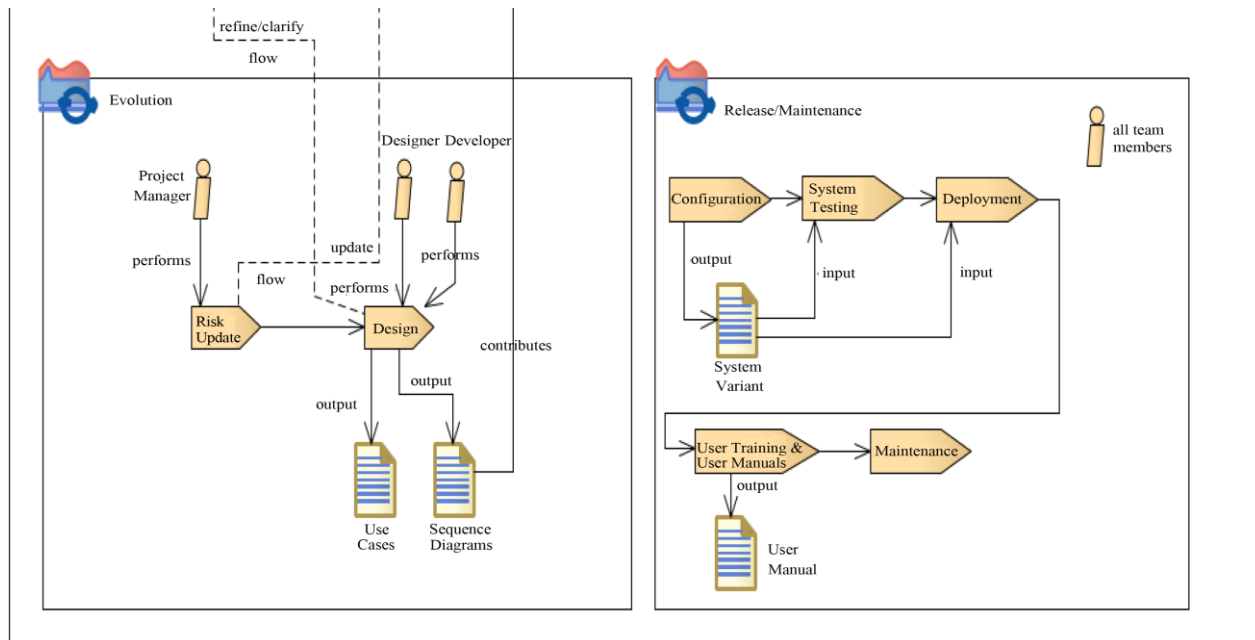 refine/clarify
flow
Evolution
Designer Developer
Project
Manager
update
performs
performs
flow
performs
Risk
Update
Design
contributes
output
output
Use
Cases
Sequence
Diagrams
Release/Maintenance
all team
members
Configuration
System
Testing
Deployment
output
input
input
System
Variant
User Training &
User Manuals
Maintenance
output
User
Manual